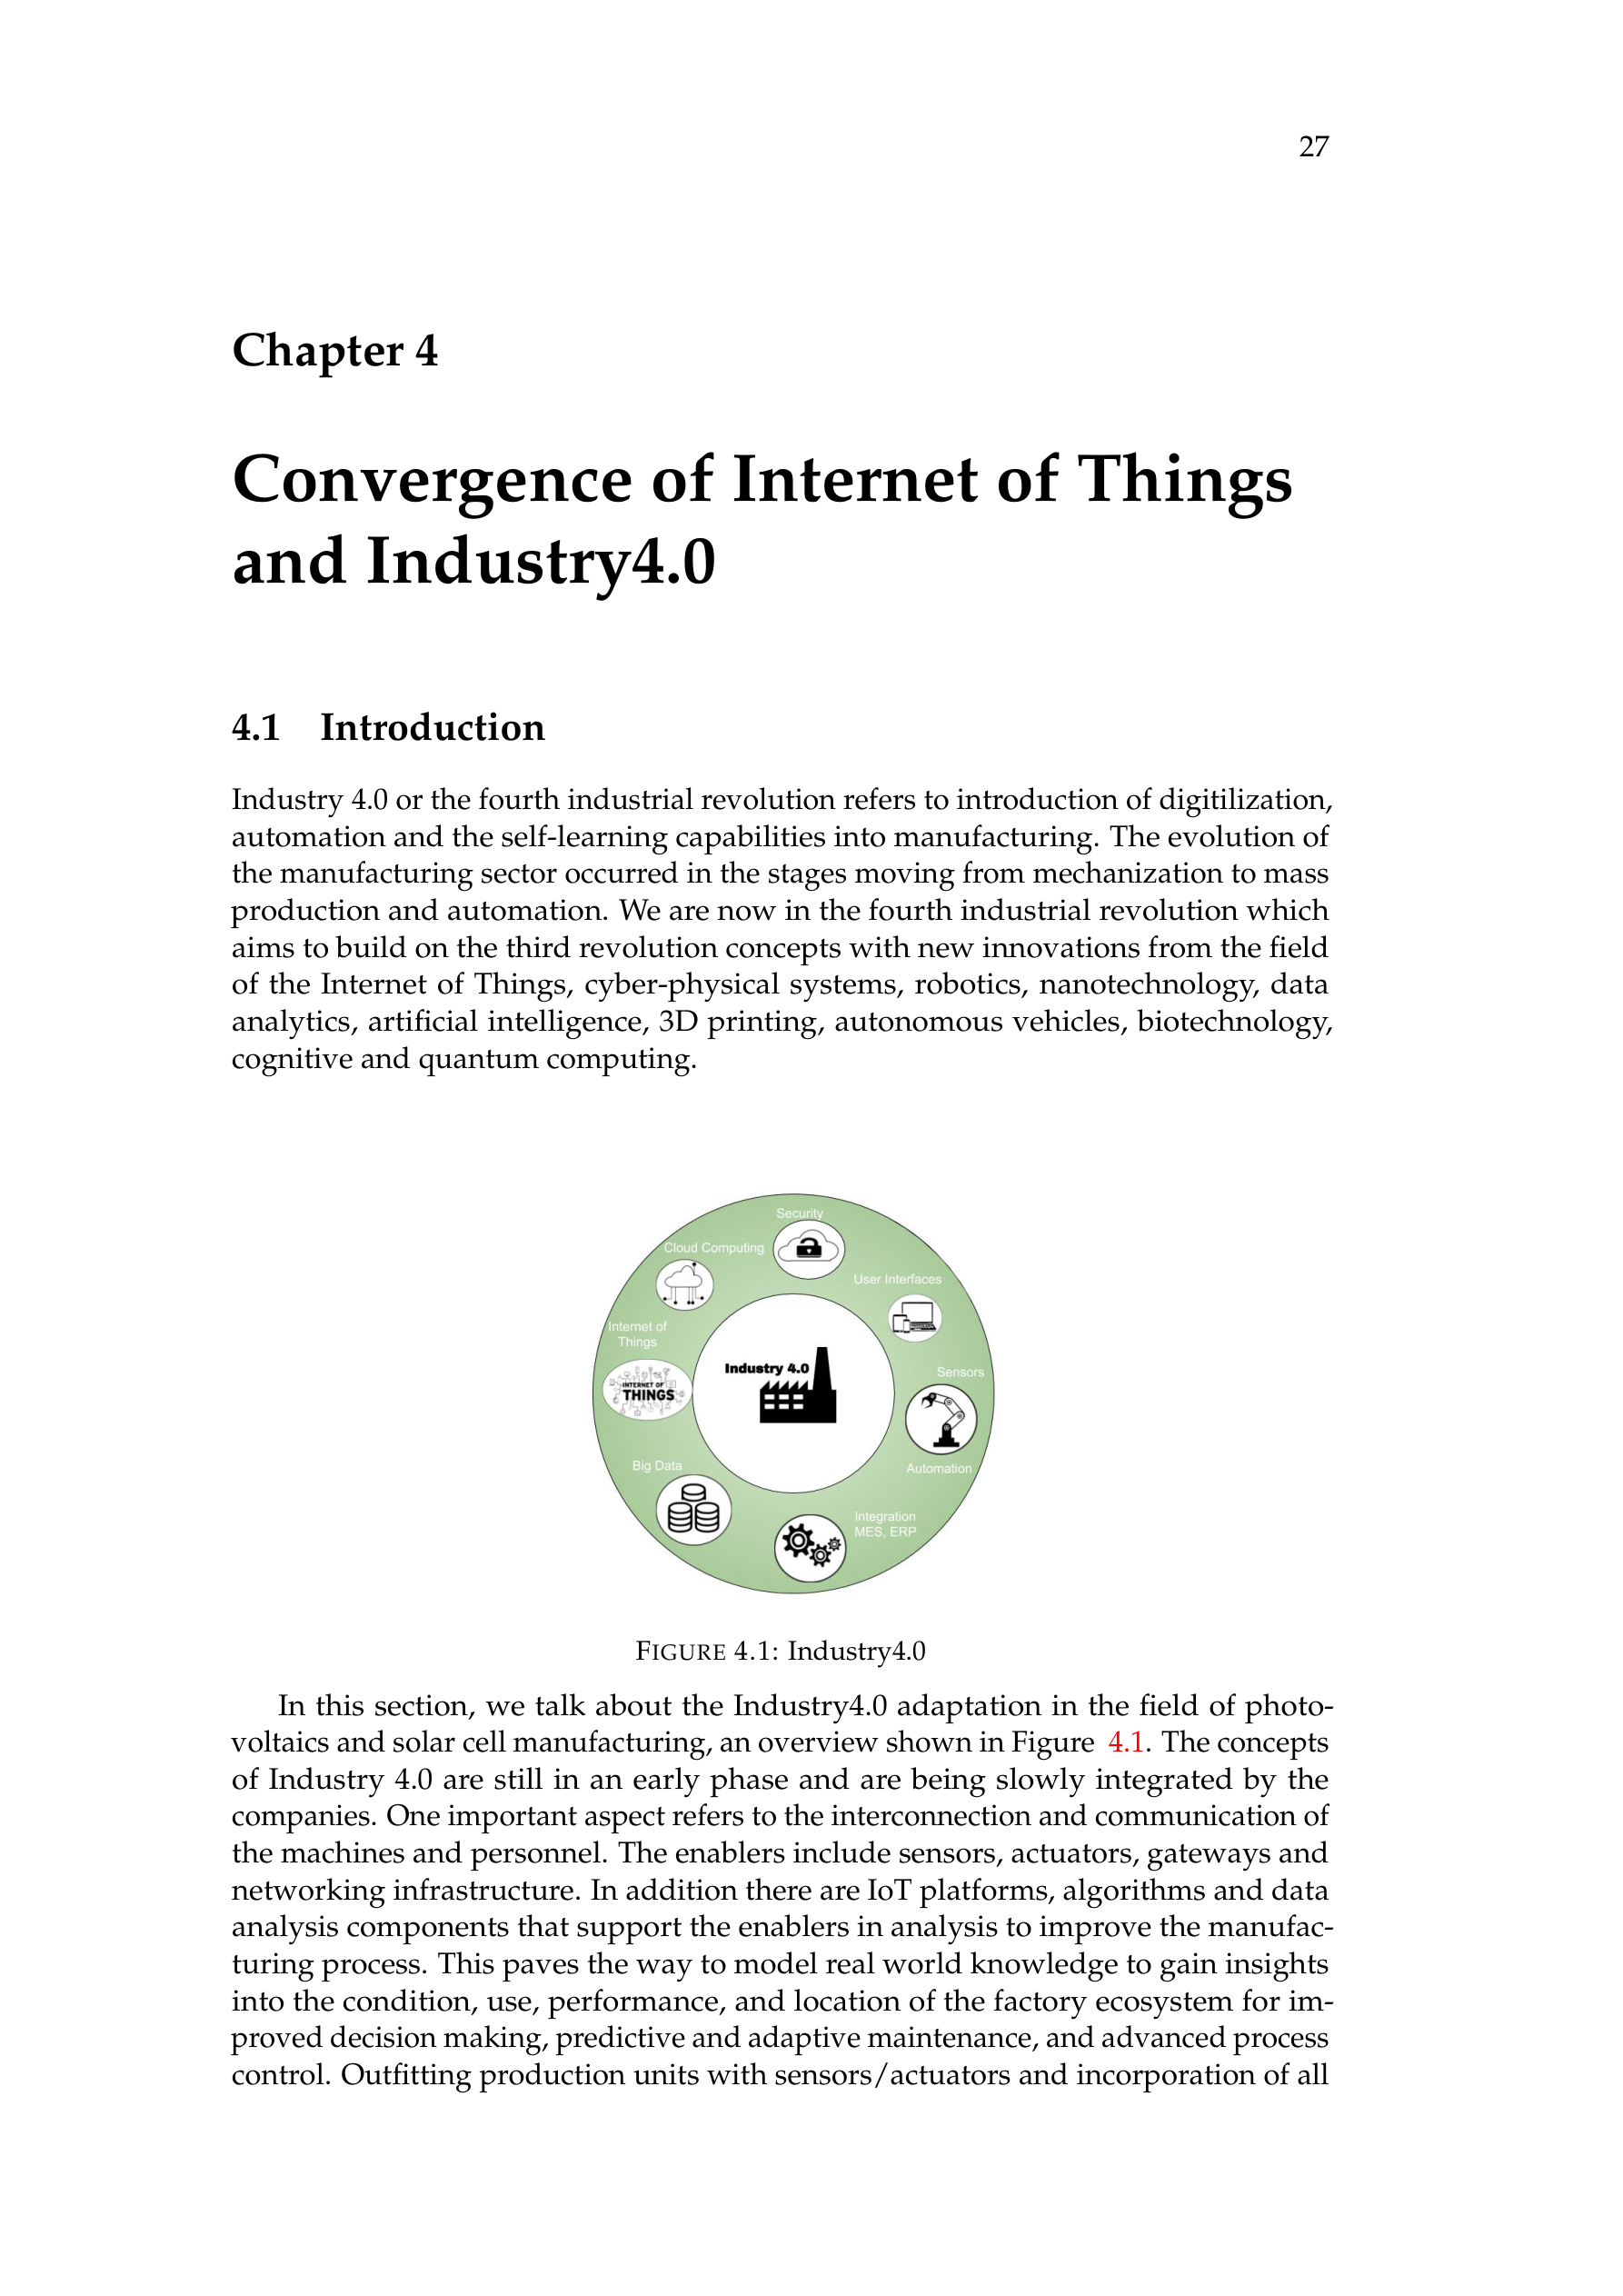 27
Chapter 4
Convergence of Internet of Things
and Industry4.0
4.1 Introduction
Industry 4.0 or the fourth industrial revolution refers to introduction of digitilization,
automation and the self-learning capabilities into manufacturing. The evolution of
the manufacturing sector occurred in the stages moving from mechanization to mass
production and automation. We are now in the fourth industrial revolution which
aims to build on the third revolution concepts with new innovations from the field
of the Internet of Things, cyber-physical systems, robotics, nanotechnology, data
analytics, artificial intelligence, 3D printing, autonomous vehicles, biotechnology,
cognitive and quantum computing.
Security
Cloud Computing
User Interfaces
Internet of
Things
INTERNET OF
THINGS
Industry 4.0
Sensors
Automation
Big Data
Integration
MES, ERP
FIGURE 4.1: Industry4.0
In this section, we talk about the Industry4.0 adaptation in the field of photo-
voltaics and solar cell manufacturing, an overview shown in Figure 4.1. The concepts
of Industry 4.0 are still in an early phase and are being slowly integrated by the
companies. One important aspect refers to the interconnection and communication of
the machines and personnel. The enablers include sensors, actuators, gateways and
networking infrastructure. In addition there are IoT platforms, algorithms and data
analysis components that support the enablers in analysis to improve the manufac-
turing process. This paves the way to model real world knowledge to gain insights
into the condition, use, performance, and location of the factory ecosystem for im-
proved decision making, predictive and adaptive maintenance, and advanced process
control. Outfitting production units with sensors/actuators and incorporation of all